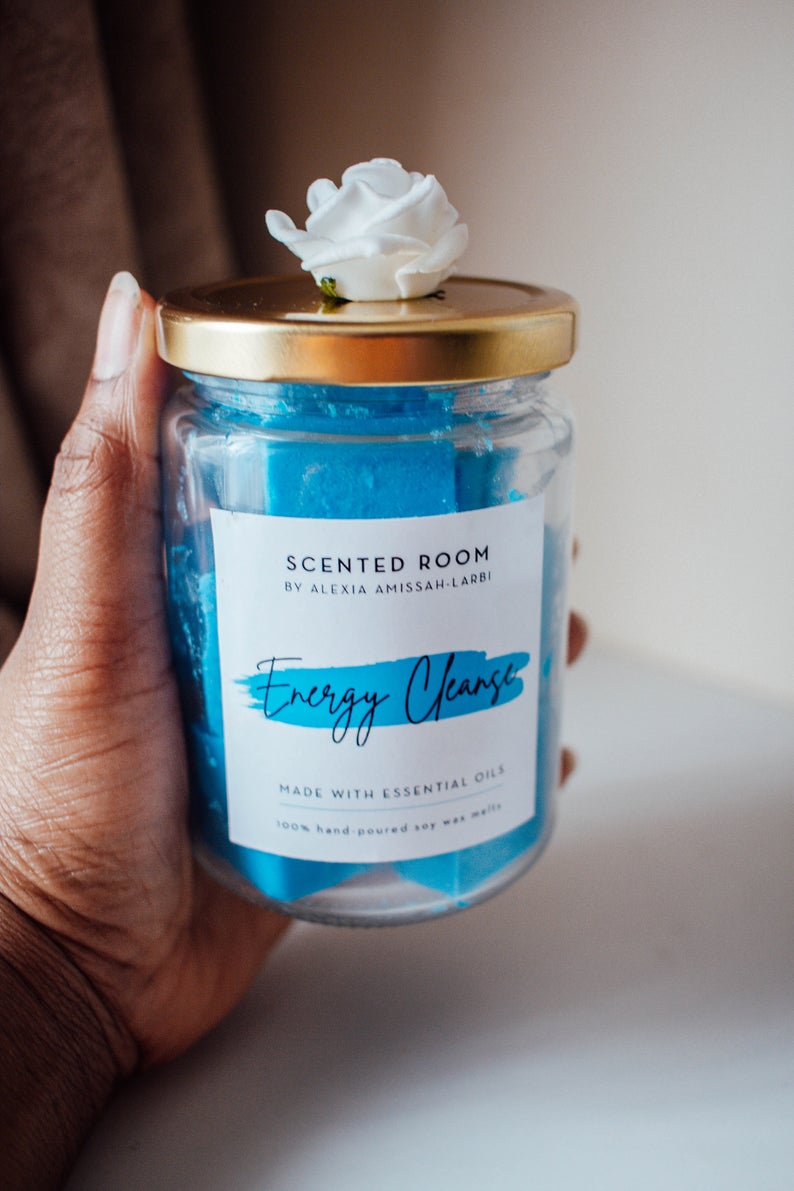 SCENTED ROOM
BY ALEXIA AMISSAH-LARBI
Energy Cleanse
MADE WITH ESSENTIAL OILS
100% hand-poured soy wax melts